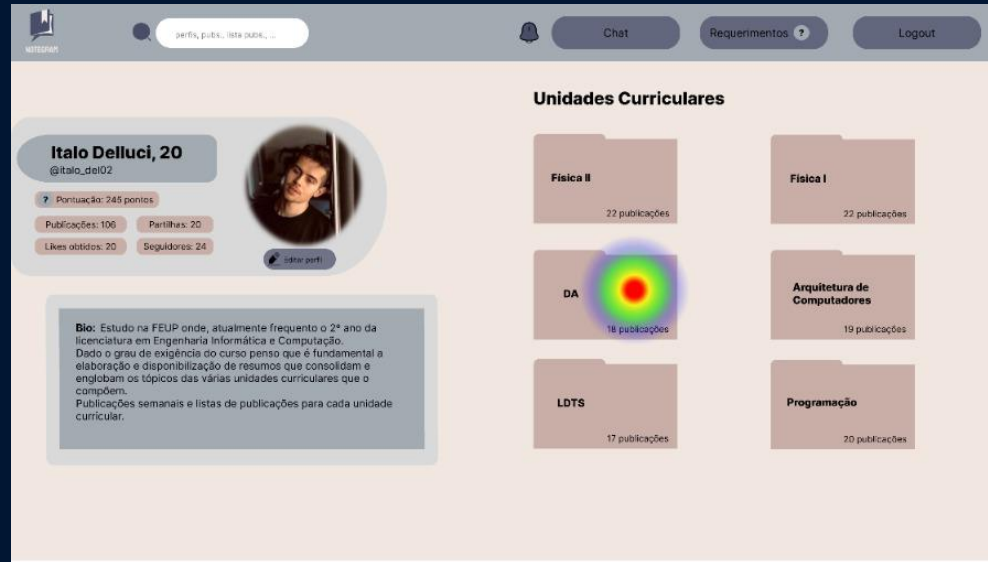 NOTEGRAM
perfis, pubs., lista pubs., ...
Chat
Requerimentos ?
Logout
Italo Delluci, 20
@italo_del02
? Pontuação: 245 pontos
Publicações: 106
Partilhas: 20
Likes obtidos: 20
Seguidores: 24
Editar perfil
Bio: Estudo na FEUP onde, atualmente frequento o 2º ano da
licenciatura em Engenharia Informática e Computação.
Dado o grau de exigência do curso penso que é fundamental a
elaboração e disponibilização de resumos que consolidam e
englobam os tópicos das várias unidades curriculares que o
compõem.
Publicações semanais e listas de publicações para cada unidade
curricular.
Unidades Curriculares
Física II
22 publicações
Física I
22 publicações
DA
18 publicações
Arquitetura de
Computadores
19 publicações
LDTS
17 publicações
Programação
20 publicações